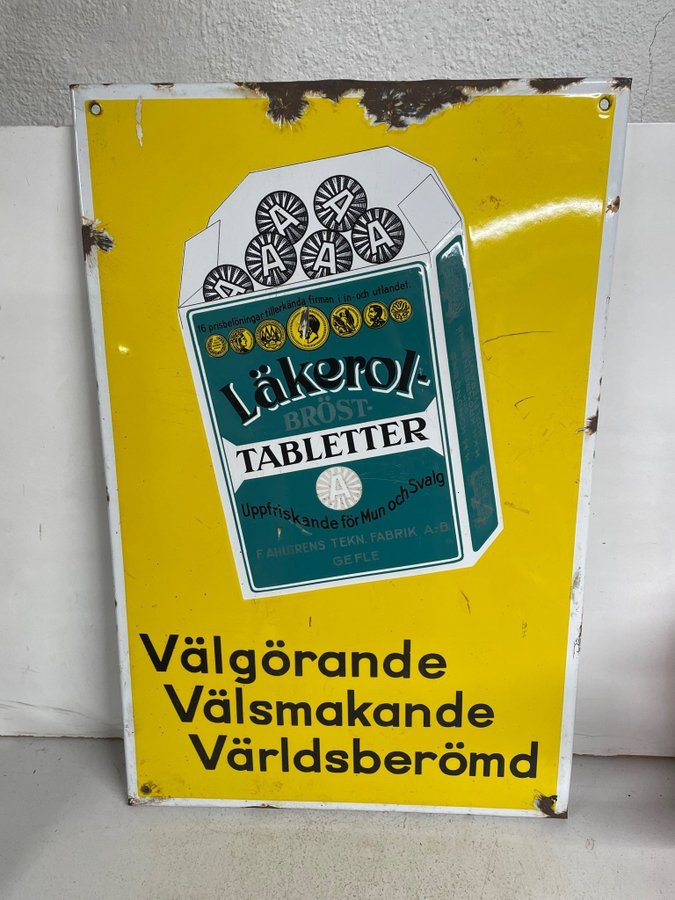 A A
A A A
A
16 prisbelöningar tillerkända firman i in- och utlandet.
Läkerol-
BRÖST-
TABLETTER
A
Uppfriskande för Mun och Svalg
F. AHLGRENS TEKN. FABRIK A.-B.
GEFLE
Välgörande
Välsmakande
Världsberömd